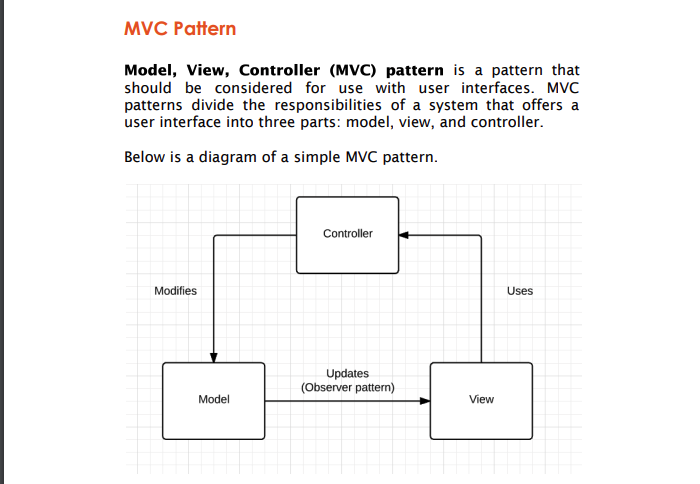 MVC Pattern
Model, View, Controller (MVC) pattern is a pattern that
should be considered for use with user interfaces. MVC
patterns divide the responsibilities of a system that offers a
user interface into three parts: model, view, and controller.
Below is a diagram of a simple MVC pattern.
Controller
Modifies
Uses
Updates
(Observer pattern)
Model
View